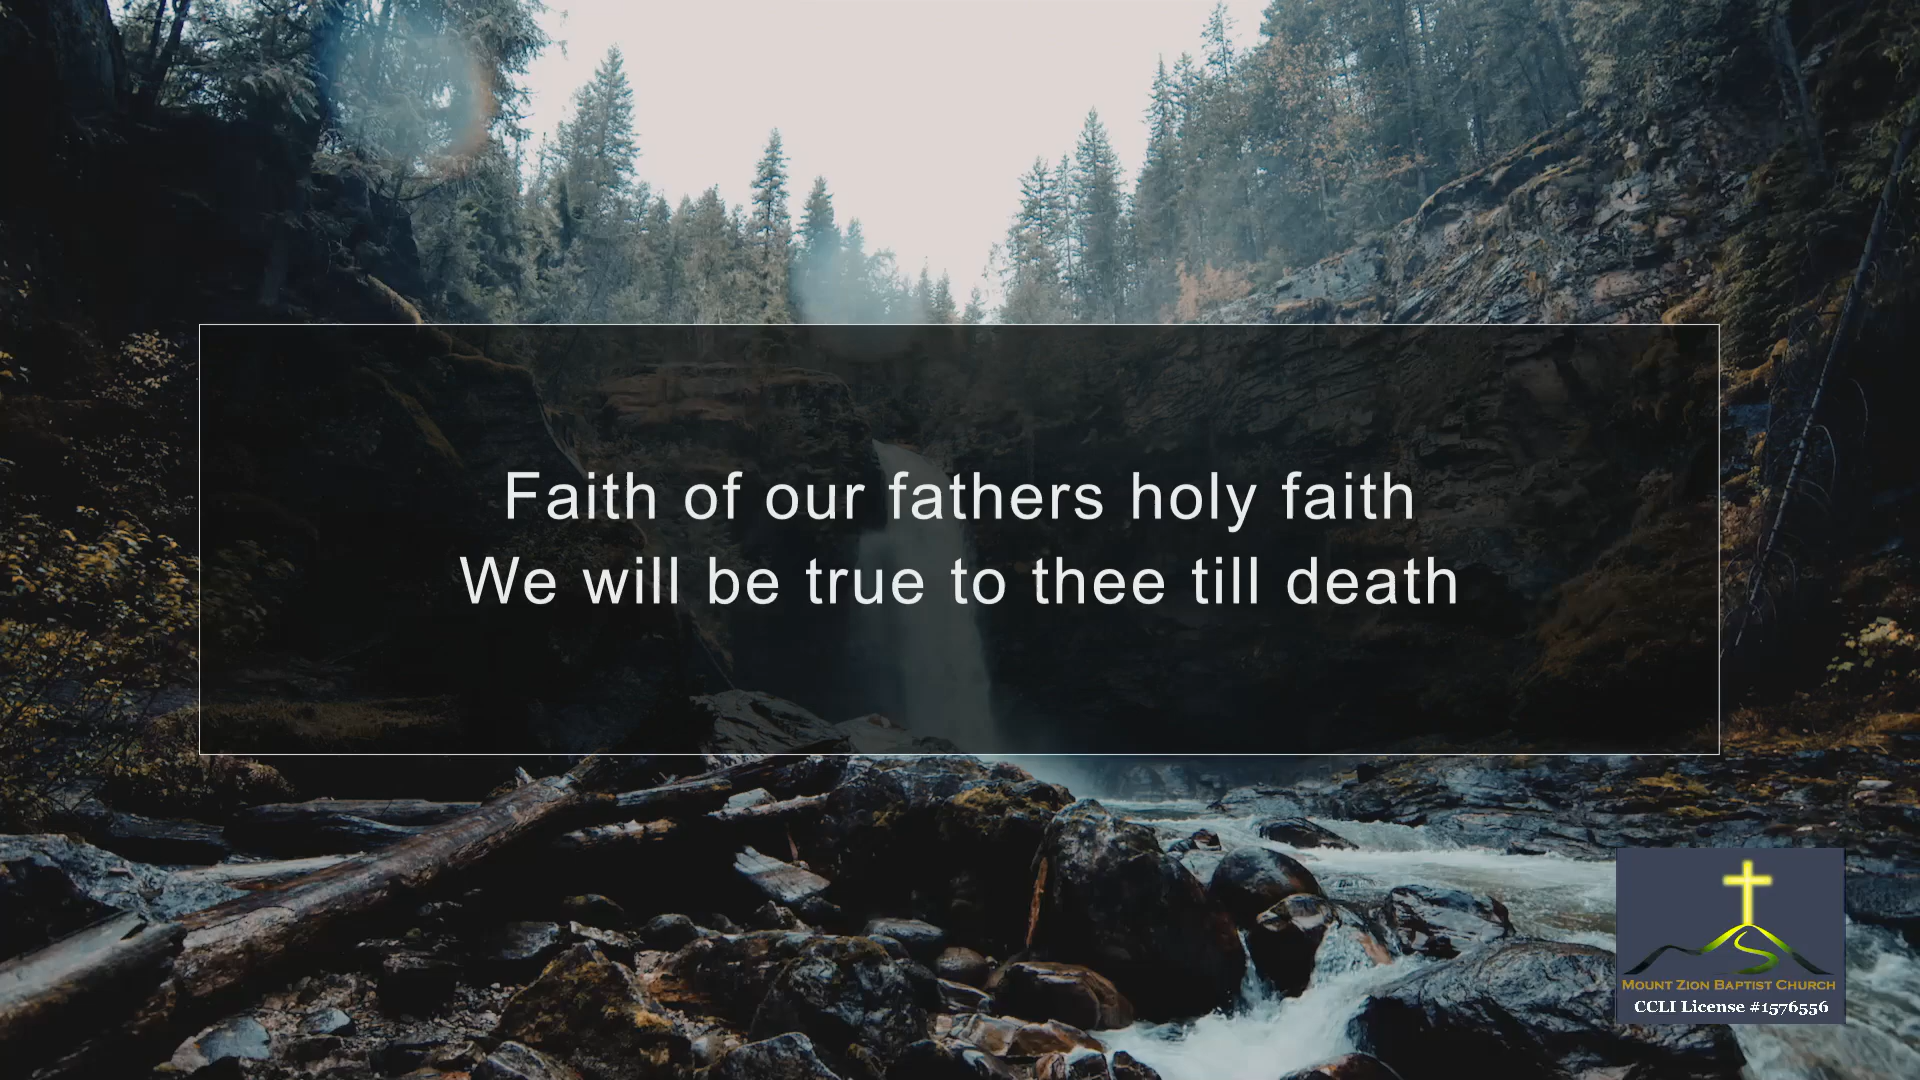 Faith of our fathers holy faith
We will be true to thee till death
Mount Zion Baptist Church
CCLI License #1576556